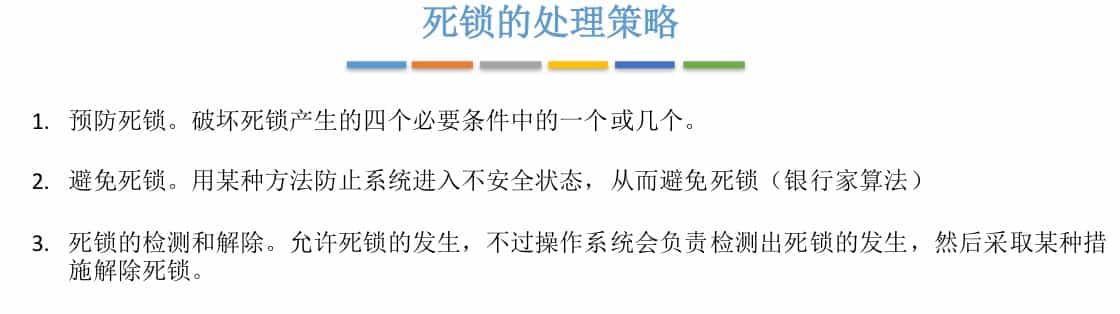 死锁的处理策略
1. 预防死锁。破坏死锁产生的四个必要条件中的一个或几个。
2. 避免死锁。用某种方法防止系统进入不安全状态，从而避免死锁（银行家算法）
3. 死锁的检测和解除。允许死锁的发生，不过操作系统会负责检测出死锁的发生，然后采取某种措
施解除死锁。